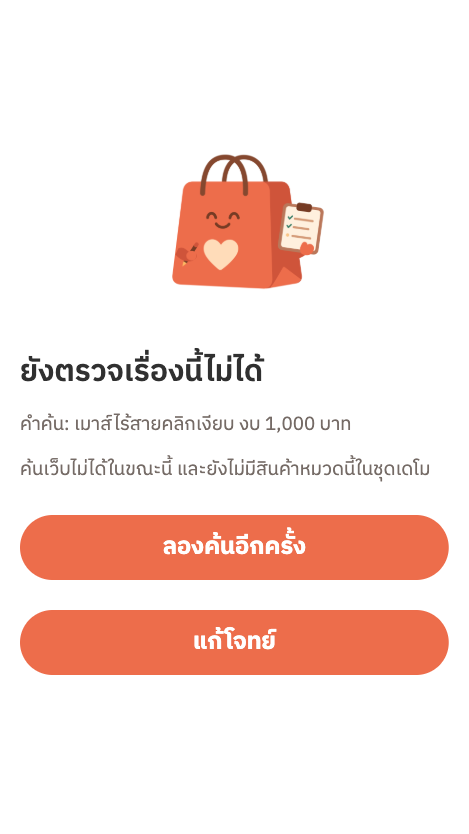 ยังตรวจเรื่องนี้ไม่ได้
คำค้น: เมาส์ไร้สายคลิกเงียบ งบ 1,000 บาท
ค้นเว็บไม่ได้ในขณะนี้ และยังไม่มีสินค้าหมวดนี้ในชุดเดโม
ลองค้นอีกครั้ง
แก้โจทย์